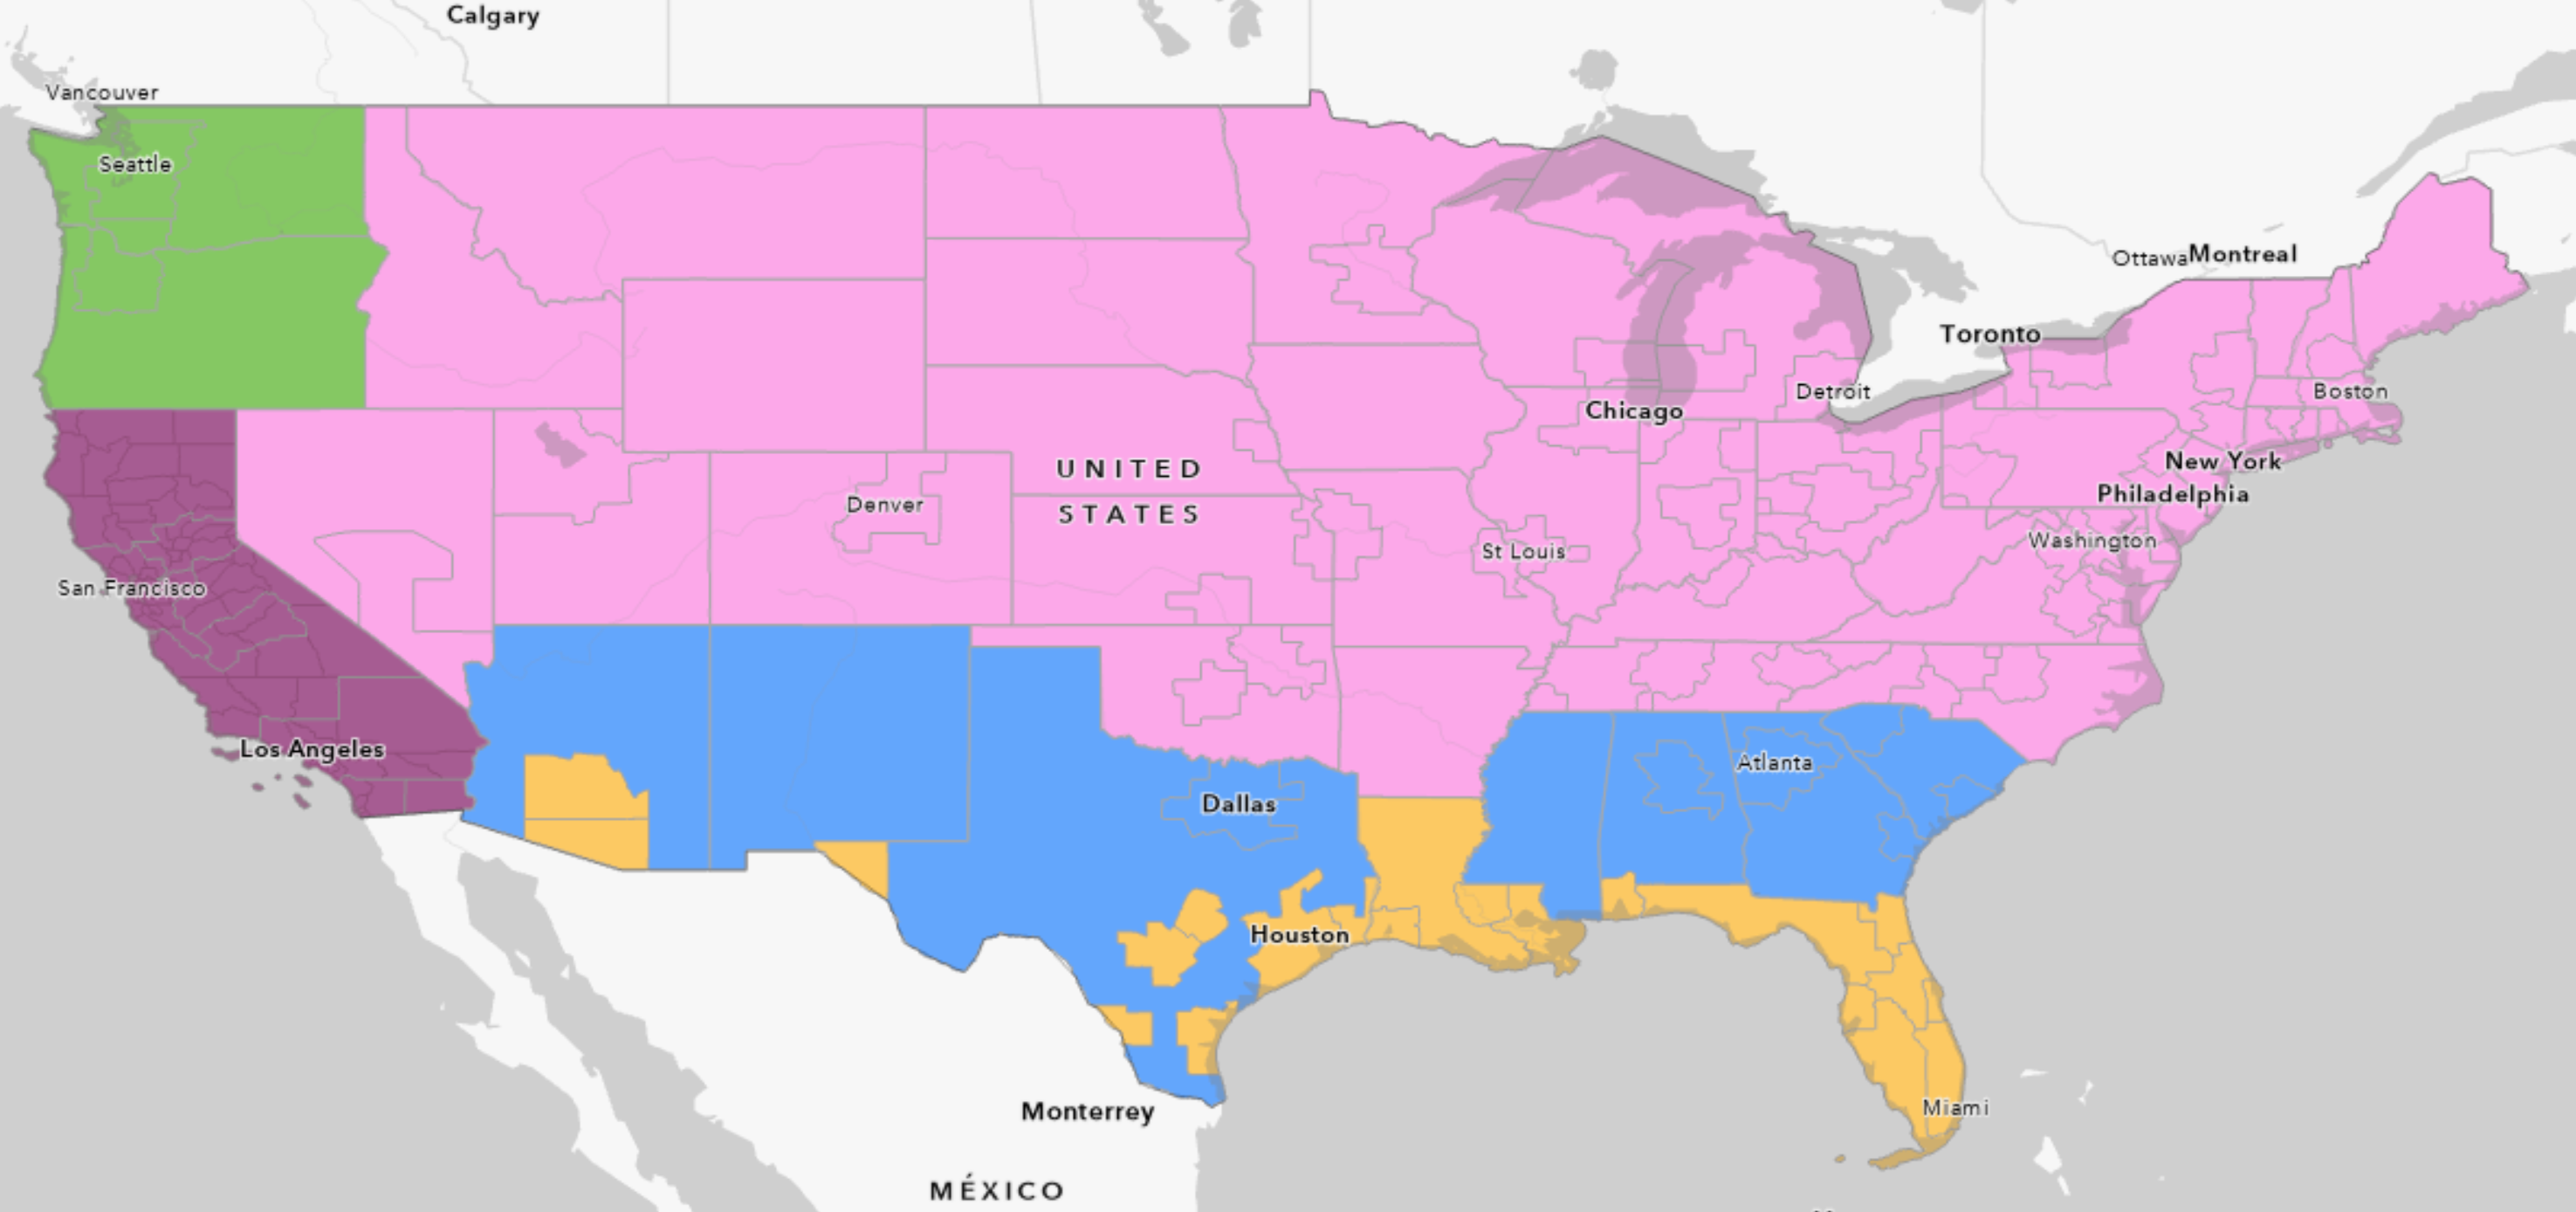 Calgary
Vancouver
Seattle
Ottawa
Montreal
Toronto
Detroit
Boston
Chicago
New York
UNITED
STATES
Philadelphia
Denver
Washington
St Louis
San Francisco
Los Angeles
Atlanta
Dallas
Houston
Miami
Monterrey
MÉXICO